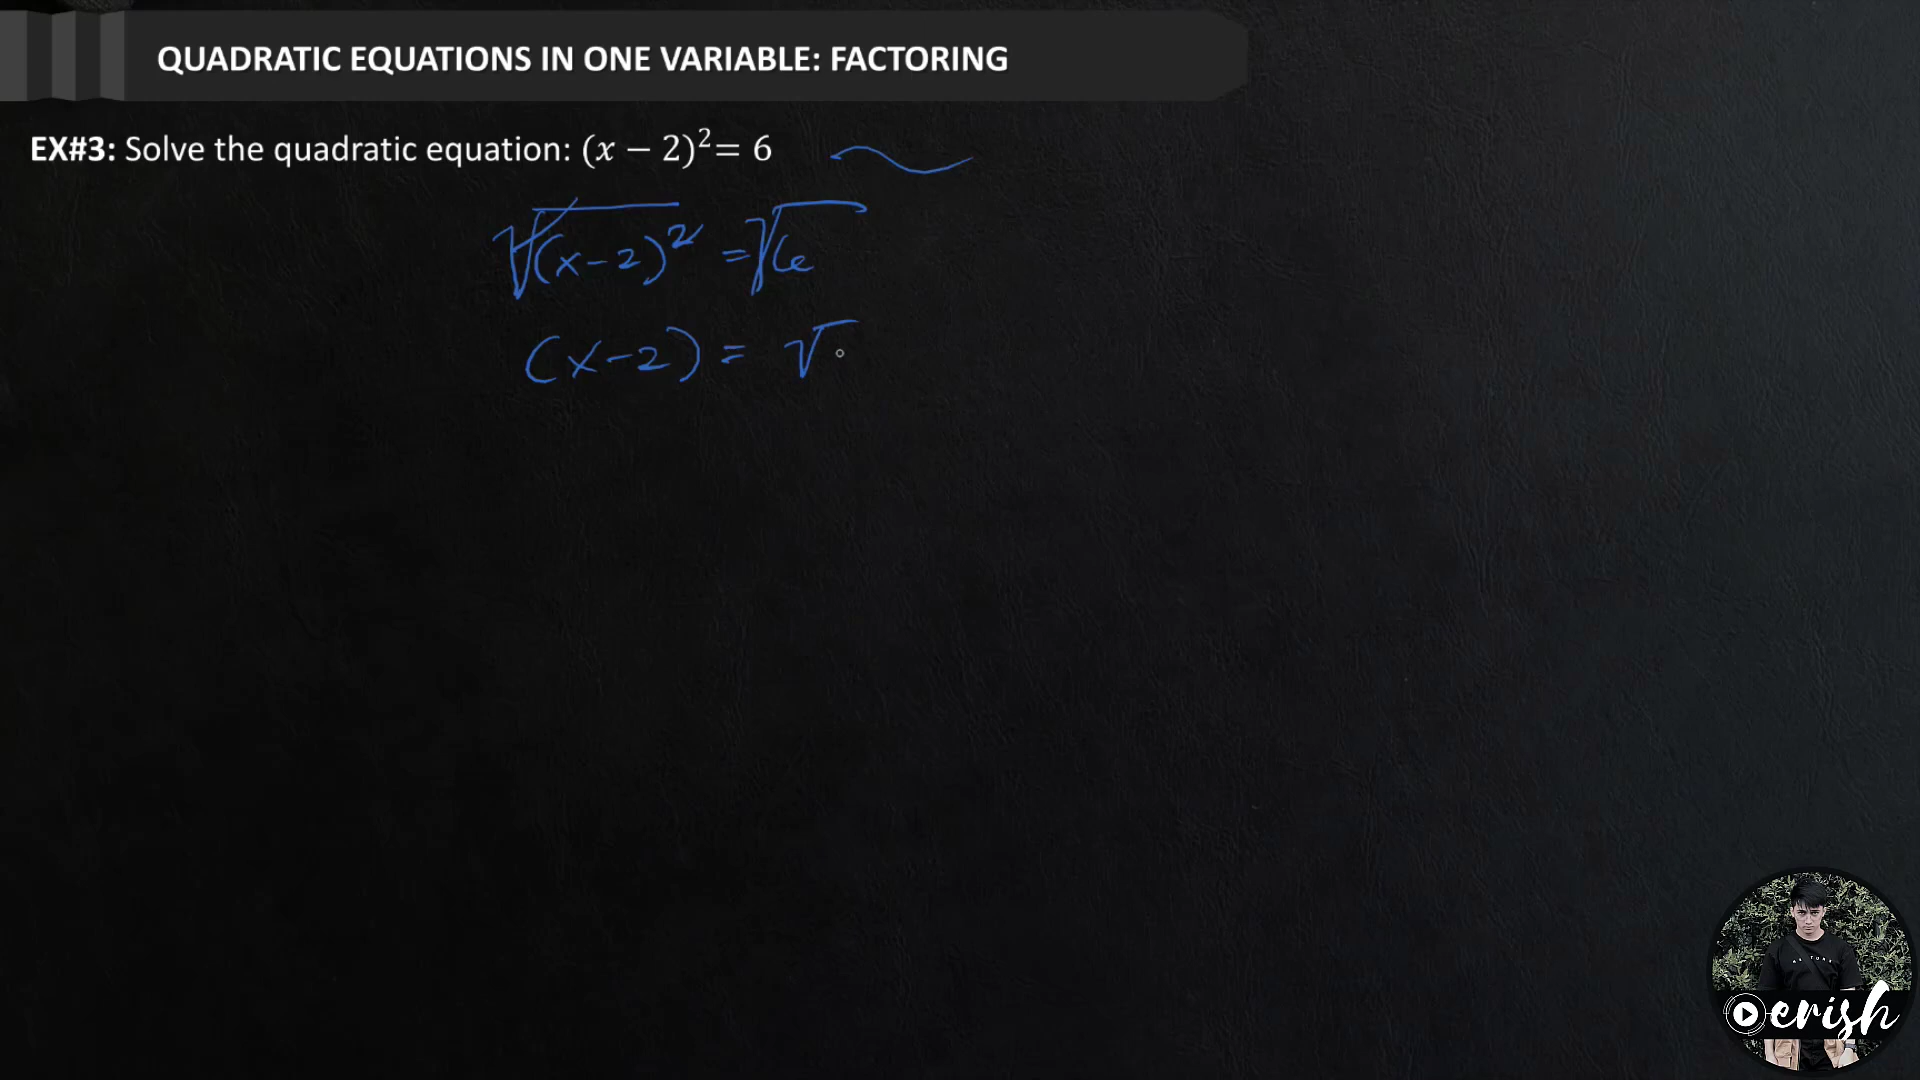 QUADRATIC EQUATIONS IN ONE VARIABLE: FACTORING
EX#3: Solve the quadratic equation: (x − 2)²= 6
√(x-2)² = √6
(x-2) = √
erish